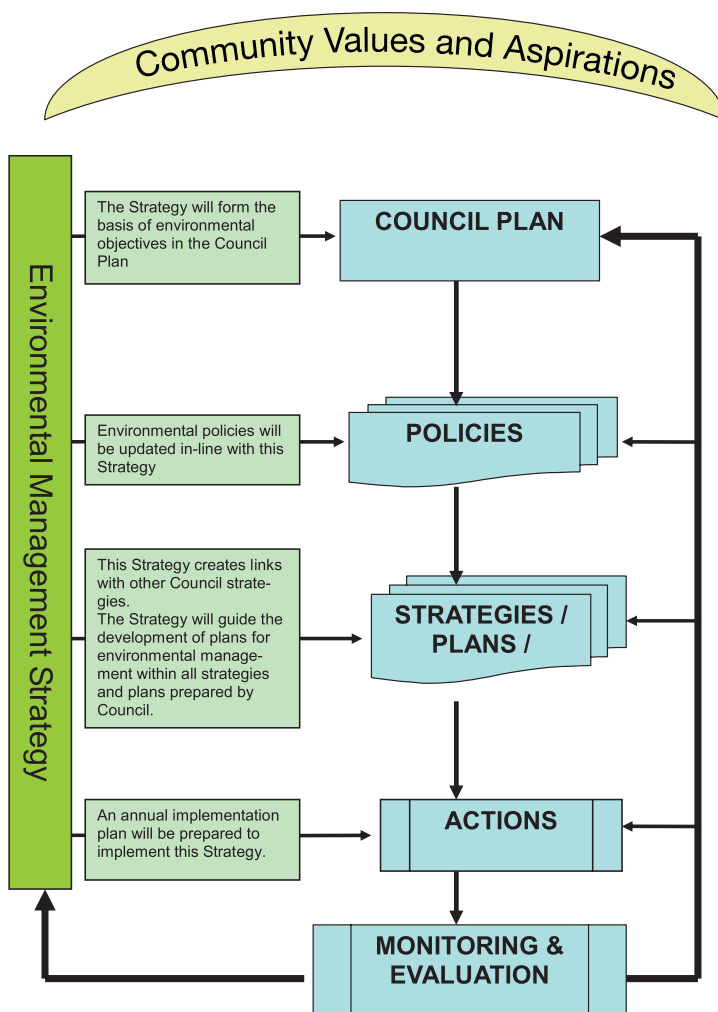 Community Values and Aspirations
Environmental Management Strategy
The Strategy will form the
basis of environmental
objectives in the Council
Plan
COUNCIL PLAN
Environmental policies will
be updated in-line with this
Strategy
POLICIES
This Strategy creates links
with other Council strate-
gies.
The Strategy will guide the
development of plans for
environmental manage-
ment within all strategies
and plans prepared by
Council.
STRATEGIES /
PLANS /
An annual implementation
plan will be prepared to
implement this Strategy.
ACTIONS
MONITORING &
EVALUATION